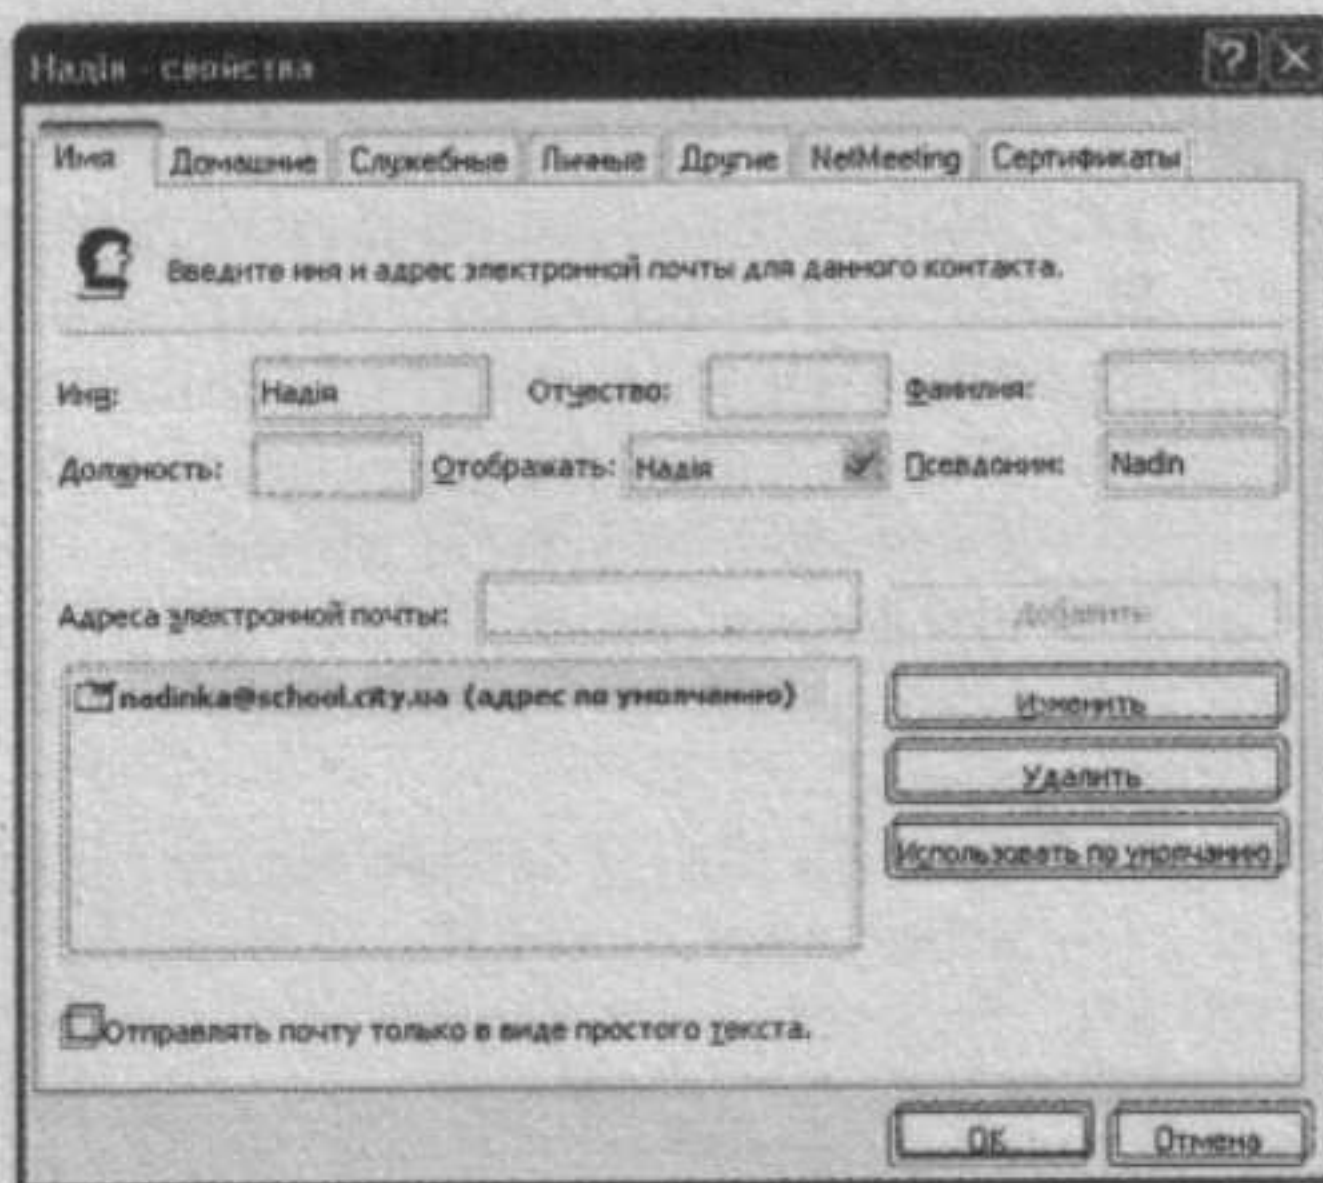 Надія - свойства
Имя Домашние Служебные Личные Другие NetMeeting Сертификаты
Введите имя и адрес электронной почты для данного контакта.
Имя: Надія Отчество: Фамилия:
Должность: Отображать: Надія Псевдоним: Nadin
Адреса электронной почты: Добавить
nadinka@school.city.ua (адрес по умолчанию)
Изменить
Удалить
Использовать по умолчанию
Отправлять почту только в виде простого текста.
OK Отмена